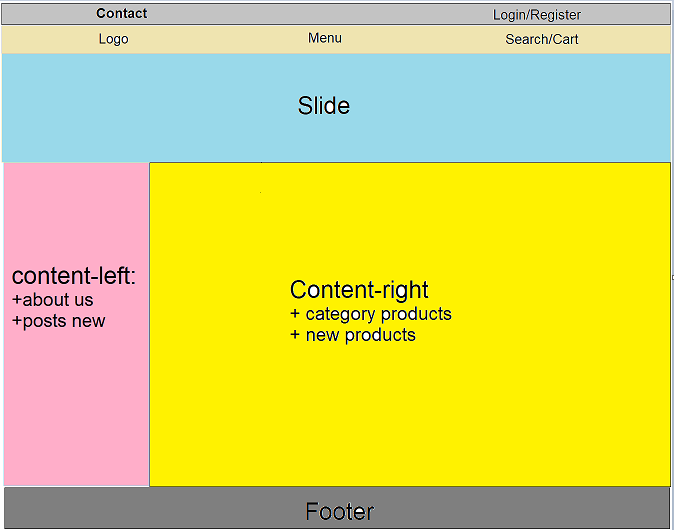 Contact
Login/Register
Logo
Menu
Search/Cart
Slide
content-left:
+about us
+posts new
Content-right
+ category products
+ new products
Footer